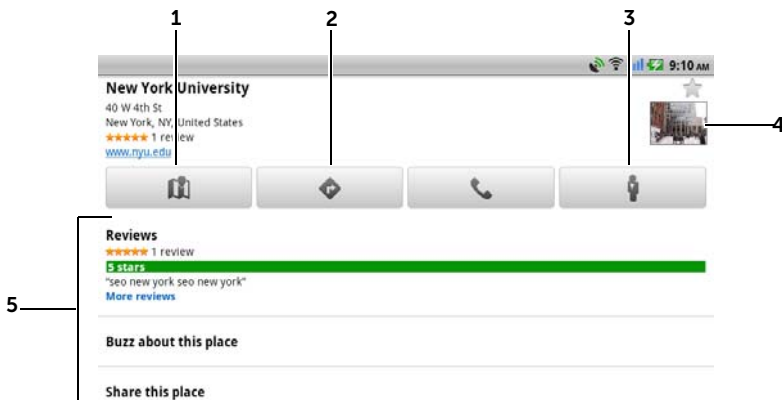 1
2
3
9:10 AM
New York University
40 W 4th St
New York, NY, United States
1 review
www.nyu.edu
4
Reviews
1 review
5 stars
"seo new york seo new york"
More reviews
5
Buzz about this place
Share this place